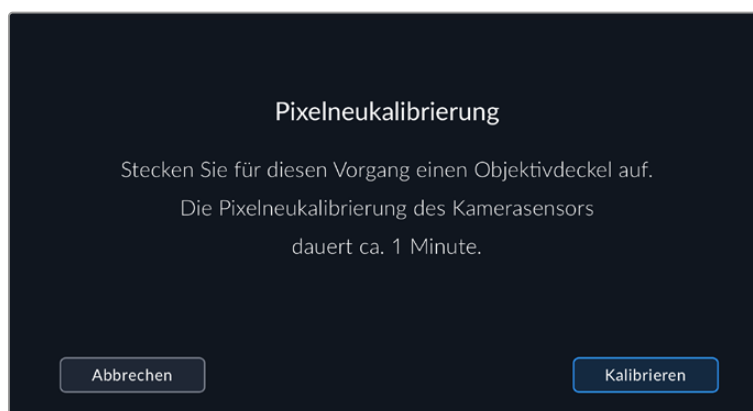 Pixelneukalibrierung
Stecken Sie für diesen Vorgang einen Objektivdeckel auf.
Die Pixelneukalibrierung des Kamerasensors
dauert ca. 1 Minute.
Abbrechen
Kalibrieren